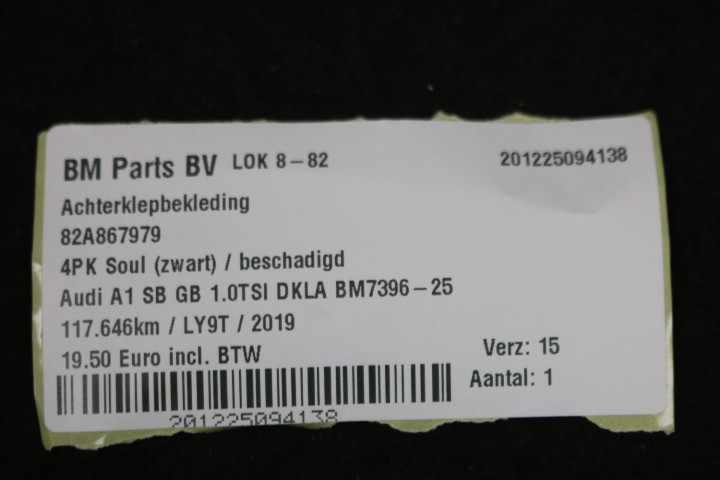 BM Parts BV LOK 8-82 201225094138
Achterklepbekleding
82A867979
4PK Soul (zwart) / beschadigd
Audi A1 SB GB 1.0TSI DKLA BM7396-25
117.646km / LY9T / 2019
19.50 Euro incl. BTW Verz: 15
Aantal: 1
201225094138